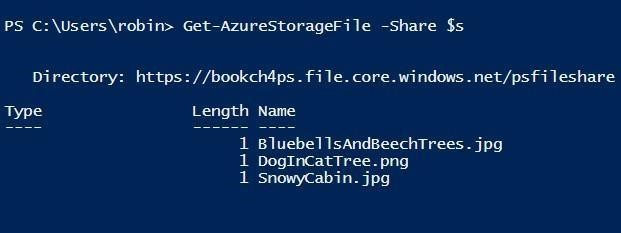 PS C:\Users\robin> Get-AzureStorageFile -Share $s
Directory: https://bookch4ps.file.core.windows.net/psfileshare
Type Length Name
---- ------ ----
1 BluebellsAndBeechTrees.jpg
1 DogInCatTree.png
1 SnowyCabin.jpg